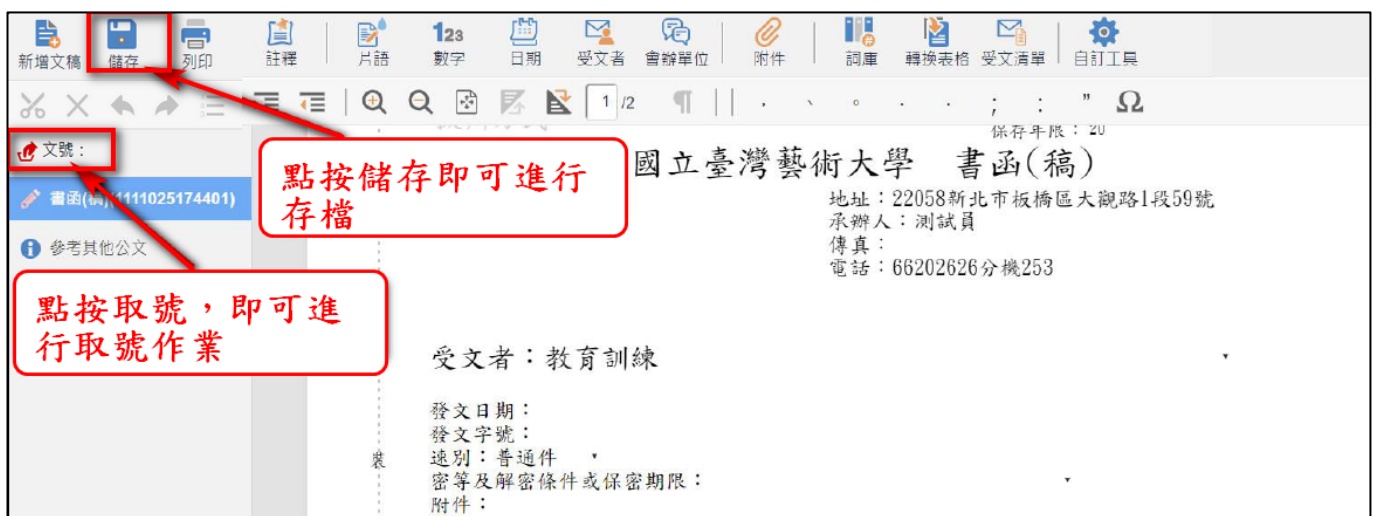 新增文稿 儲存 列印 註釋 片語 123 數字 日期 受文者 會辦單位 附件 詞庫 轉換表格 受文清單 自訂工具
1 /2 ¶ . 、 。 . . ; : " Ω
保存年限：20
文號：
國立臺灣藝術大學 書函(稿)
點按儲存即可進行
存檔
地址：22058新北市板橋區大觀路1段59號
書函(稿)(1111025174401)
承辦人：測試員
傳真：
參考其他公文
電話：66202626分機253
點按取號，即可進
行取號作業
受文者：教育訓練
發文日期：
發文字號：
裝
速別：普通件
密等及解密條件或保密期限：
附件：